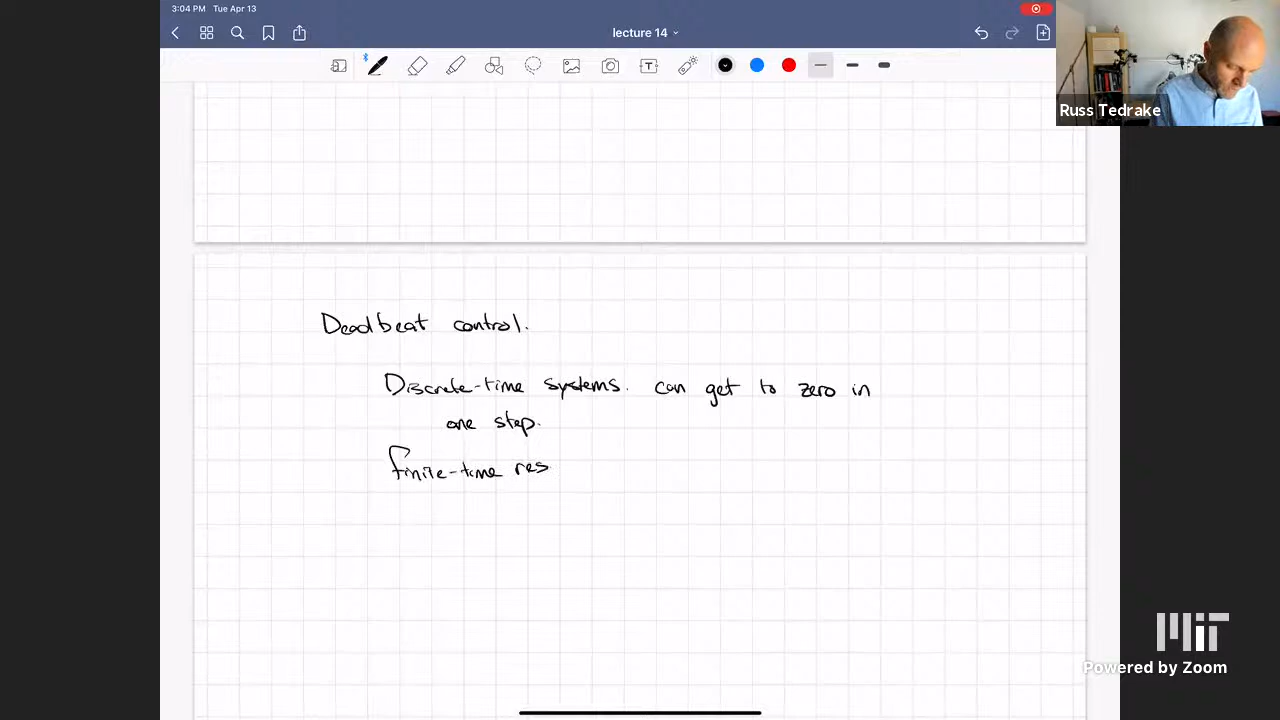 3:04 PM Tue Apr 13
lecture 14
T
Russ Tedrake
Deadbeat control.
Discrete-time systems. can get to zero in
one step.
finite-time res
MIT
Powered by Zoom